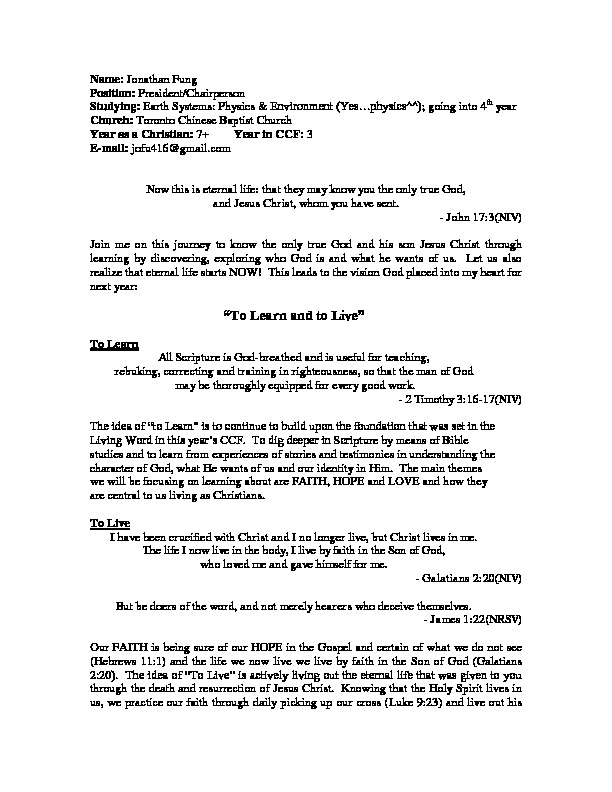 Name: Jonathan Fung
Position: President/Chairperson
Studying: Earth Systems: Physics & Environment (Yes…physics^^); going into 4th year
Church: Toronto Chinese Baptist Church
Year as a Christian: 7+ Year in CCF: 3
E-mail: jofu416@gmail.com
Now this is eternal life: that they may know you the only true God,
and Jesus Christ, whom you have sent.
- John 17:3(NIV)
Join me on this journey to know the only true God and his son Jesus Christ through
learning by discovering, exploring who God is and what he wants of us. Let us also
realize that eternal life starts NOW! This leads to the vision God placed into my heart for
next year:
“To Learn and to Live”
To Learn
All Scripture is God-breathed and is useful for teaching,
rebuking, correcting and training in righteousness, so that the man of God
may be thoroughly equipped for every good work.
- 2 Timothy 3:16-17(NIV)
The idea of “to Learn" is to continue to build upon the foundation that was set in the
Living Word in this year's CCF. To dig deeper in Scripture by means of Bible
studies and to learn from experiences of stories and testimonies in understanding the
character of God, what He wants of us and our identity in Him. The main themes
we will be focusing on learning about are FAITH, HOPE and LOVE and how they
are central to us living as Christians.
To Live
I have been crucified with Christ and I no longer live, but Christ lives in me.
The life I now live in the body, I live by faith in the Son of God,
who loved me and gave himself for me.
- Galatians 2:20(NIV)
But be doers of the word, and not merely hearers who deceive themselves.
- James 1:22(NRSV)
Our FAITH is being sure of our HOPE in the Gospel and certain of what we do not see
(Hebrews 11:1) and the life we now live we live by faith in the Son of God (Galatians
2:20). The idea of "To Live" is actively living out the eternal life that was given to you
through the death and resurrection of Jesus Christ. Knowing that the Holy Spirit lives in
us, we practice our faith through daily picking up our cross (Luke 9:23) and live out his